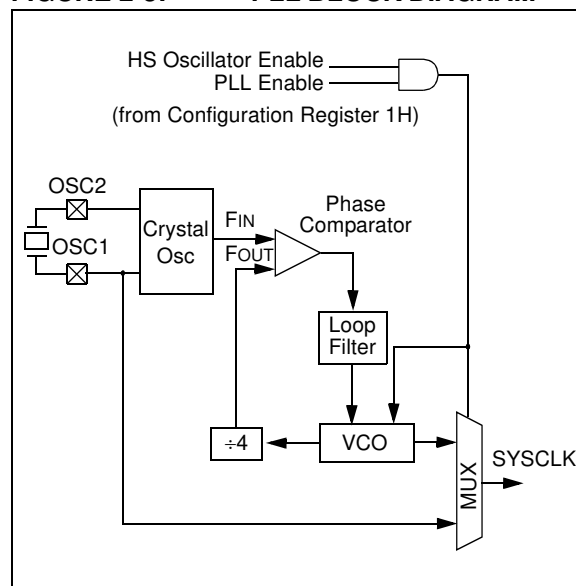 HS Oscillator Enable
PLL Enable
(from Configuration Register 1H)
OSC2
OSC1
Crystal
Osc
FIN
FOUT
Phase
Comparator
Loop
Filter
÷4
VCO
MUX
SYSCLK